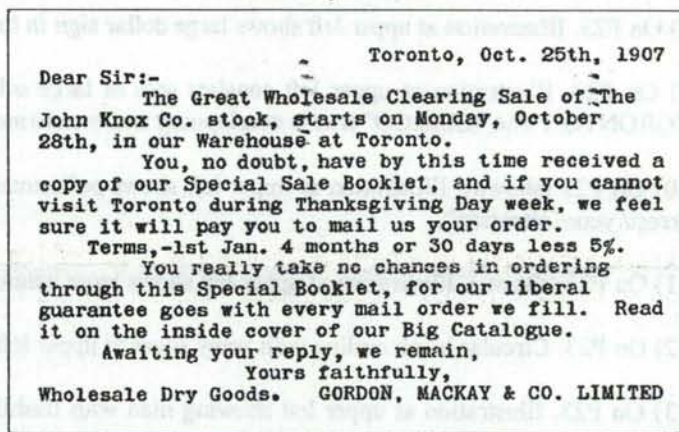 Toronto, Oct. 25th, 1907
Dear Sir:-
The Great Wholesale Clearing Sale of The
John Knox Co. stock, starts on Monday, October
28th, in our Warehouse at Toronto.
You, no doubt, have by this time received a
copy of our Special Sale Booklet, and if you cannot
visit Toronto during Thanksgiving Day week, we feel
sure it will pay you to mail us your order.
Terms,-1st Jan. 4 months or 30 days less 5%.
You really take no chances in ordering
through this Special Booklet, for our liberal
guarantee goes with every mail order we fill. Read
it on the inside cover of our Big Catalogue.
Awaiting your reply, we remain,
Yours faithfully,
Wholesale Dry Goods. GORDON, MACKAY & CO. LIMITED